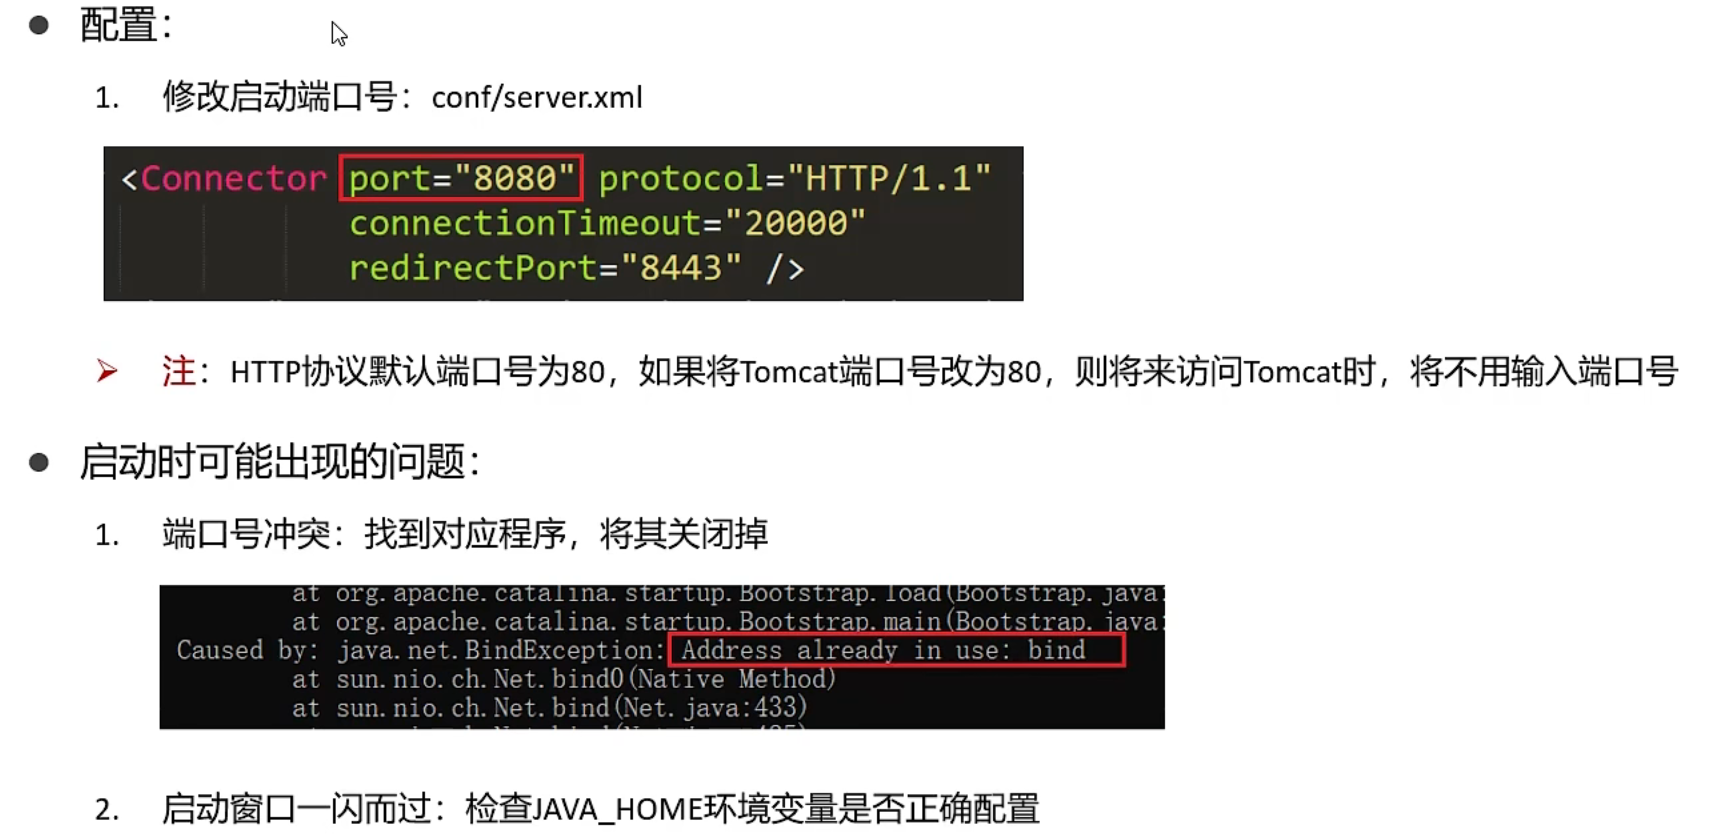 ● 配置：
1. 修改启动端口号：conf/server.xml
<Connector port="8080" protocol="HTTP/1.1"
connectionTimeout="20000"
redirectPort="8443" />
➢ 注：HTTP协议默认端口号为80，如果将Tomcat端口号改为80，则将来访问Tomcat时，将不用输入端口号
● 启动时可能出现的问题：
1. 端口号冲突：找到对应程序，将其关闭掉
at org.apache.catalina.startup.Bootstrap.load(Bootstrap.java:
at org.apache.catalina.startup.Bootstrap.main(Bootstrap.java:
Caused by: java.net.BindException: Address already in use: bind
at sun.nio.ch.Net.bind0(Native Method)
at sun.nio.ch.Net.bind(Net.java:433)
2. 启动窗口一闪而过：检查JAVA_HOME环境变量是否正确配置